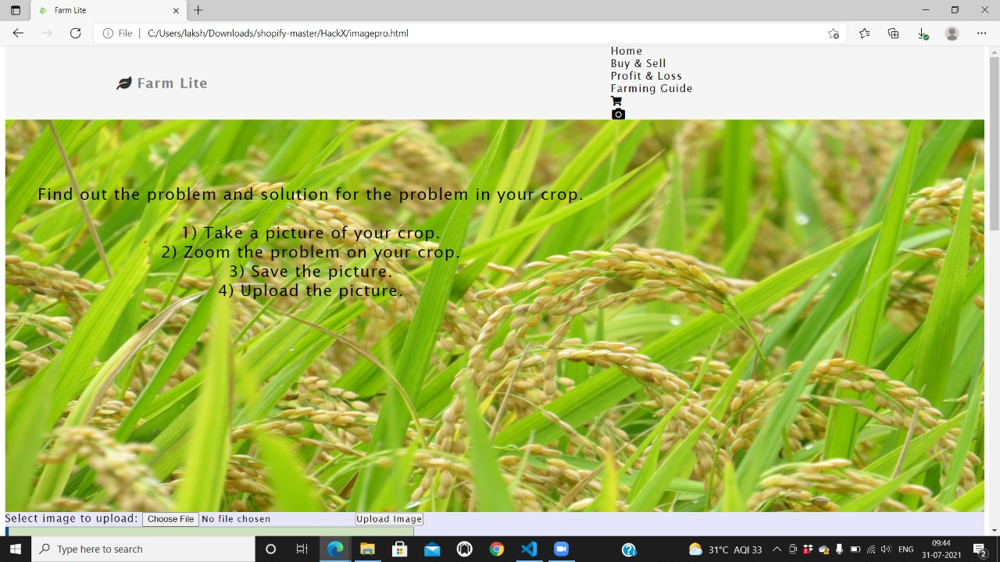 Farm Lite
File | C:/Users/laksh/Downloads/shopify-master/HackX/imagepro.html
Farm Lite
Home
Buy & Sell
Profit & Loss
Farming Guide
Find out the problem and solution for the problem in your crop.
1) Take a picture of your crop.
2) Zoom the problem on your crop.
3) Save the picture.
4) Upload the picture.
Select image to upload: Choose File No file chosen Upload Image
Type here to search
31°C AQI 33
ENG
09:44
31-07-2021
2